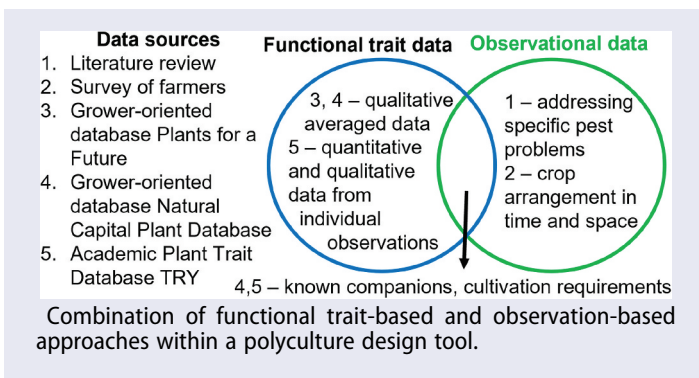 Data sources
1. Literature review
2. Survey of farmers
3. Grower-oriented
database Plants for a
Future
4. Grower-oriented
database Natural
Capital Plant Database
5. Academic Plant Trait
Database TRY
Functional trait data
3, 4 – qualitative
averaged data
5 – quantitative
and qualitative
data from
individual
observations
Observational data
1 – addressing
specific pest
problems
2 – crop
arrangement in
time and space
4,5 – known companions, cultivation requirements
Combination of functional trait-based and observation-based
approaches within a polyculture design tool.